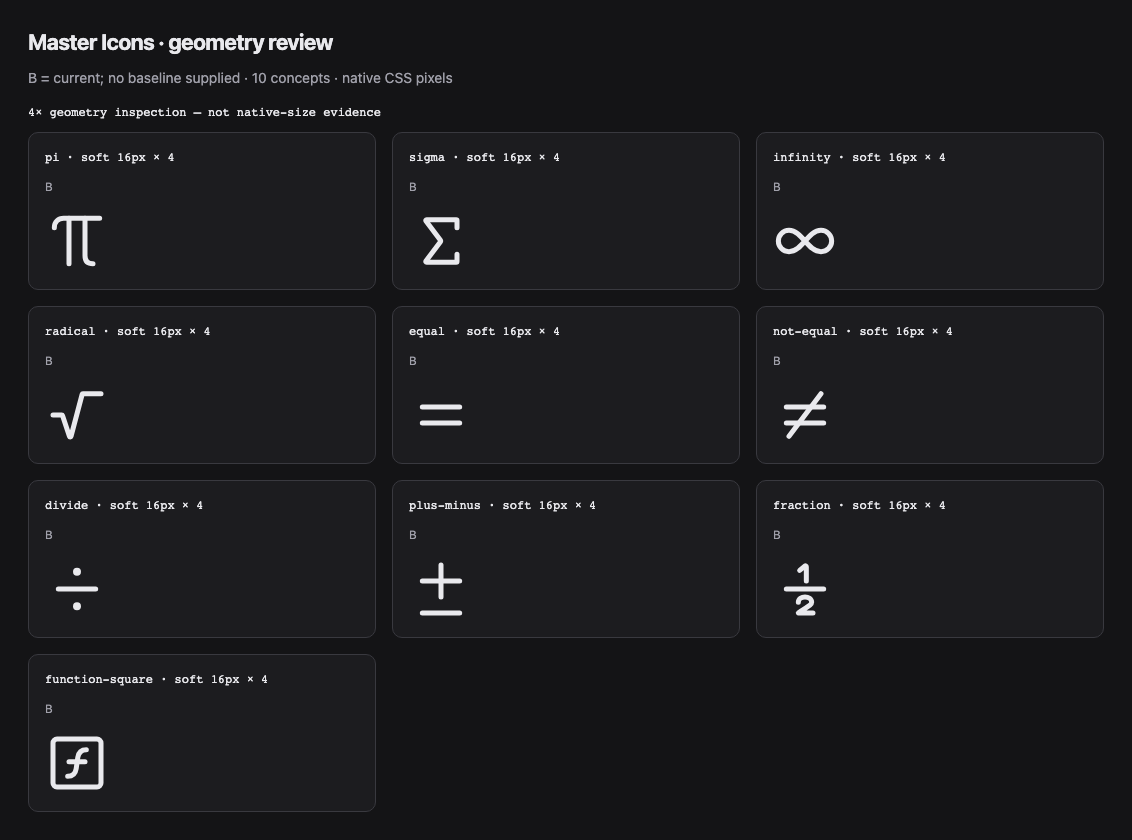 Master Icons · geometry review
B = current; no baseline supplied · 10 concepts · native CSS pixels
4× geometry inspection — not native-size evidence
pi · soft 16px × 4
B
π
sigma · soft 16px × 4
B
Σ
infinity · soft 16px × 4
B
∞
radical · soft 16px × 4
B
√
equal · soft 16px × 4
B
=
not-equal · soft 16px × 4
B
≠
divide · soft 16px × 4
B
÷
plus-minus · soft 16px × 4
B
±
fraction · soft 16px × 4
B
1
2
function-square · soft 16px × 4
B
f